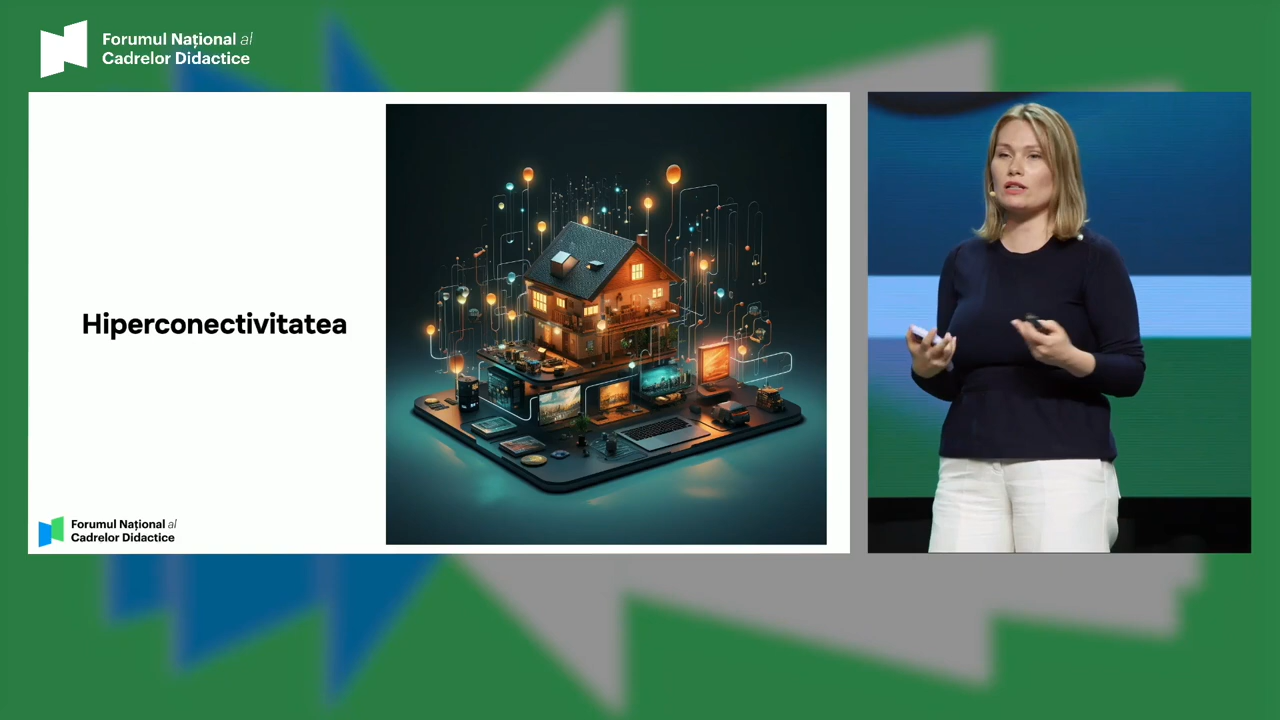 Forumul Național al
Cadrelor Didactice
Hiperconectivitatea
Forumul Național al
Cadrelor Didactice